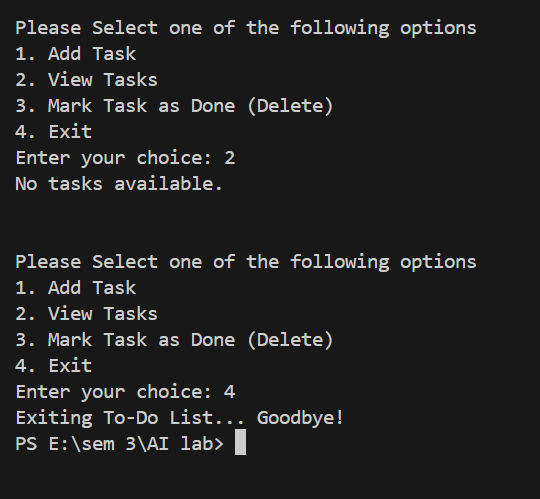 Please Select one of the following options
1. Add Task
2. View Tasks
3. Mark Task as Done (Delete)
4. Exit
Enter your choice: 2
No tasks available.
Please Select one of the following options
1. Add Task
2. View Tasks
3. Mark Task as Done (Delete)
4. Exit
Enter your choice: 4
Exiting To-Do List... Goodbye!
PS E:\sem 3\AI lab>